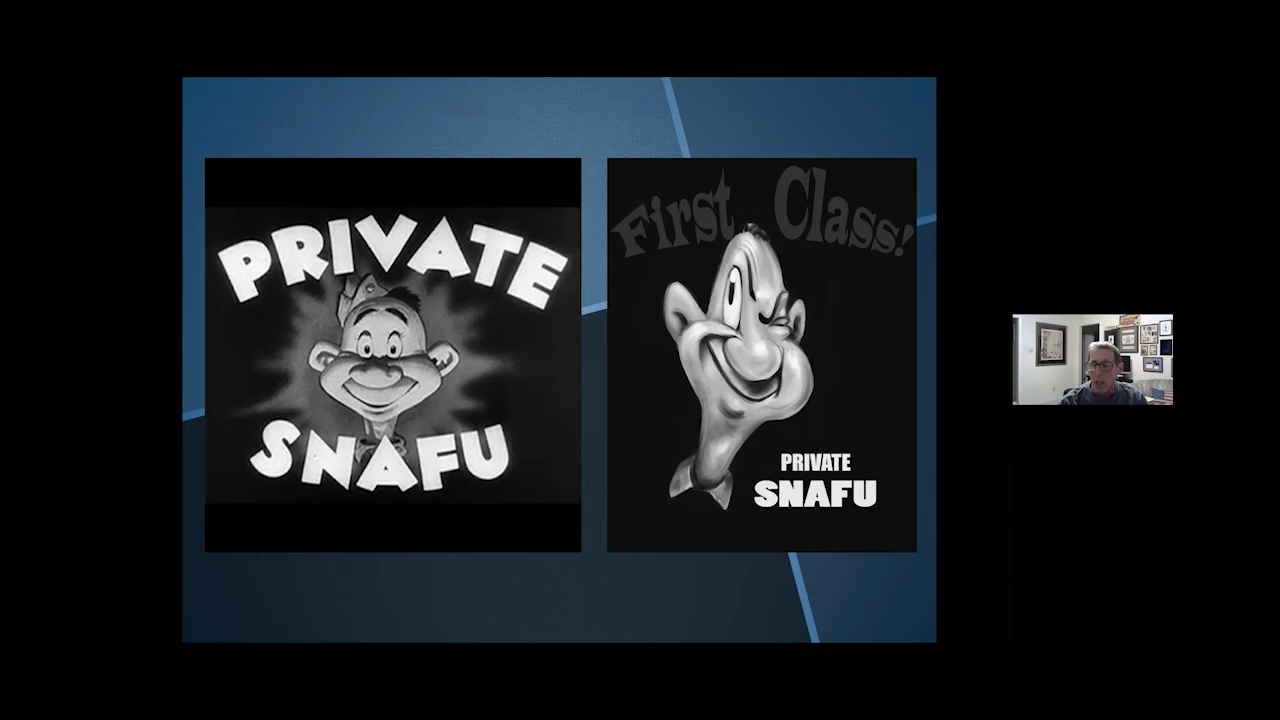 PRIVATE
SNAFU
First Class!
PRIVATE
SNAFU